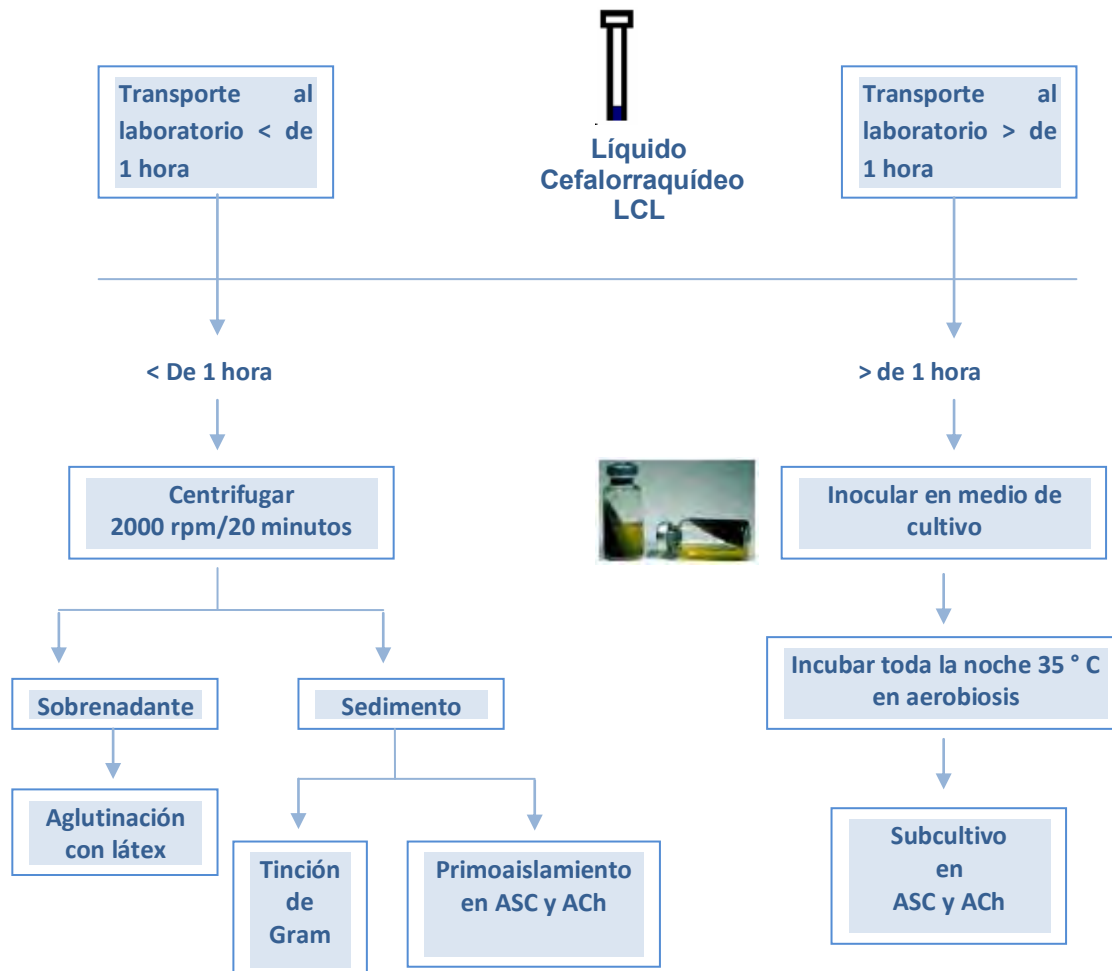 Transporte al
laboratorio < de
1 hora
Líquido
Cefalorraquídeo
LCL
Transporte al
laboratorio > de
1 hora
< De 1 hora
> de 1 hora
Centrifugar
2000 rpm/20 minutos
Inocular en medio de
cultivo
Incubar toda la noche 35 ° C
en aerobiosis
Sobrenadante
Sedimento
Aglutinación
con látex
Tinción
de
Gram
Primoaislamiento
en ASC y ACh
Subcultivo
en
ASC y ACh